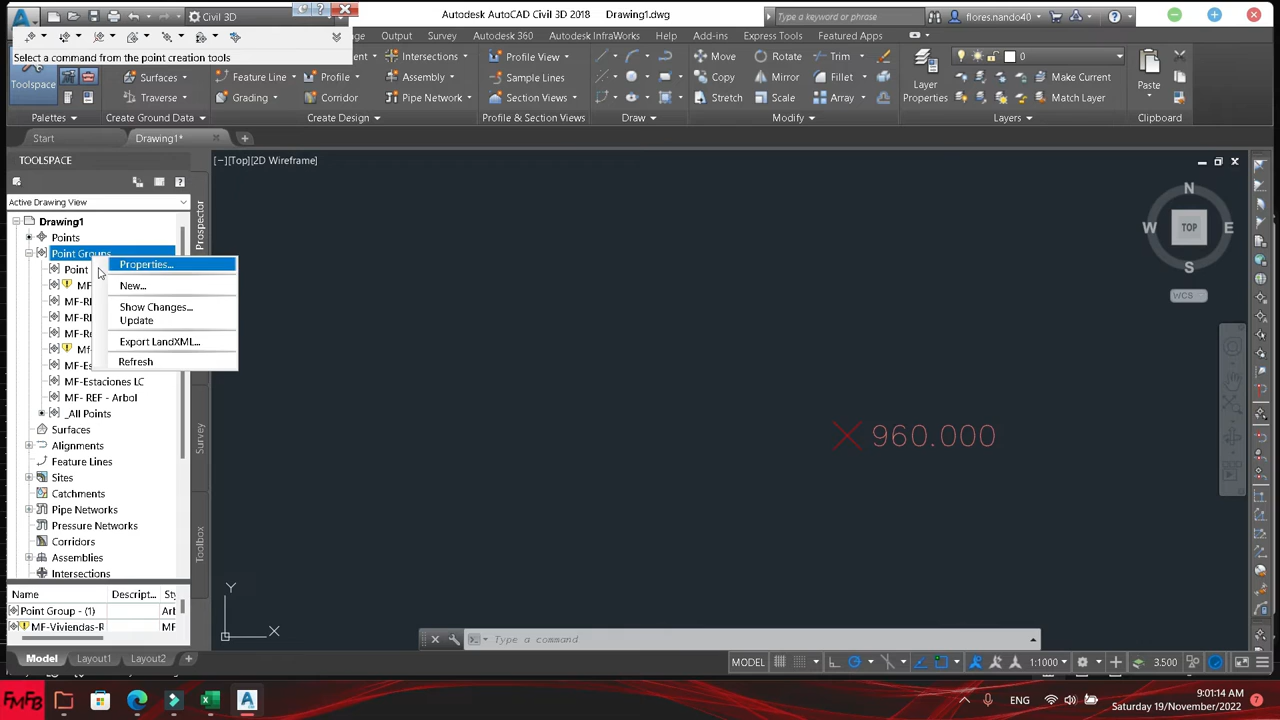 Civil 3D
Autodesk AutoCAD Civil 3D 2018 Drawing1.dwg
Type a keyword or phrase
flores.nando40
Select a command from the point creation tools
Output Survey Autodesk 360 Autodesk InfraWorks Help Add-ins Express Tools Featured Apps
Toolspace
Surfaces
Traverse
Feature Line
Grading
Profile
Corridor
Intersections
Assembly
Pipe Network
Profile View
Sample Lines
Section Views
Move
Copy
Stretch
Rotate
Mirror
Scale
Trim
Fillet
Array
Layer
Properties
0
Make Current
Match Layer
Paste
Palettes Create Ground Data Create Design Profile & Section Views Draw Modify Layers Clipboard
Start Drawing1*
TOOLSPACE
[−][Top][2D Wireframe]
Active Drawing View
Prospector
Survey
Toolbox
Drawing1
Points
Point Groups
Point
MF
MF-RE
MF-R
MF-Re
Mf-
MF-Es
MF-Estaciones LC
MF- REF - Arbol
_All Points
Surfaces
Alignments
Feature Lines
Sites
Catchments
Pipe Networks
Pressure Networks
Corridors
Assemblies
Intersections
Properties...
New...
Show Changes...
Update
Export LandXML...
Refresh
N
W TOP E
S
WCS
960.000
Name Descript... Sty
Point Group - (1) Arl
MF-Viviendas-R MF
Y
X
Type a command
Model Layout1 Layout2
MODEL 1:1000 3.500
FMFB
ENG
9:01:14 AM
Saturday 19/November/2022
7